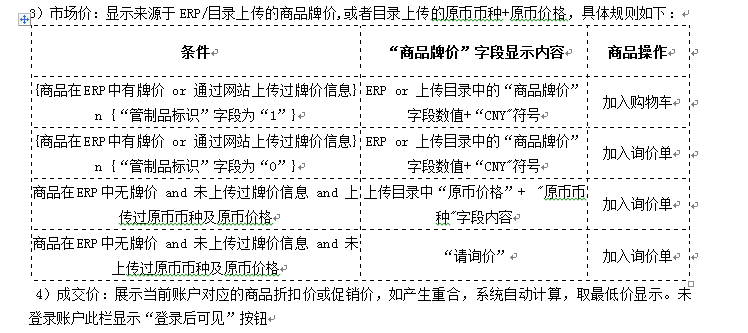 3）市场价：显示来源于 ERP/目录上传的商品牌价,或者目录上传的原币币种+原币价格，具体规则如下：
条件
“商品牌价”字段显示内容
商品操作
{商品在ERP中有牌价 or 通过网站上传过牌价信息}
n {“管制品标识”字段为“1”}
ERP or 上传目录中的“商品牌价”
字段数值+“CNY"符号
加入购物车
{商品在ERP中有牌价 or 通过网站上传过牌价信息}
n {“管制品标识”字段为“0”}
ERP or 上传目录中的“商品牌价”
字段数值+“CNY"符号
加入询价单
商品在ERP中无牌价 and 未上传过牌价信息 and 上
传过原币币种及原币价格
上传目录中“原币价格”+ "原币币
种"字段内容
加入询价单
商品在ERP中无牌价 and 未上传过牌价信息 and 未
上传过原币币种及原币价格
“请询价”
加入询价单
4）成交价：展示当前账户对应的商品折扣价或促销价，如产生重合，系统自动计算，取最低价显示。未
登录账户此栏显示“登录后可见”按钮